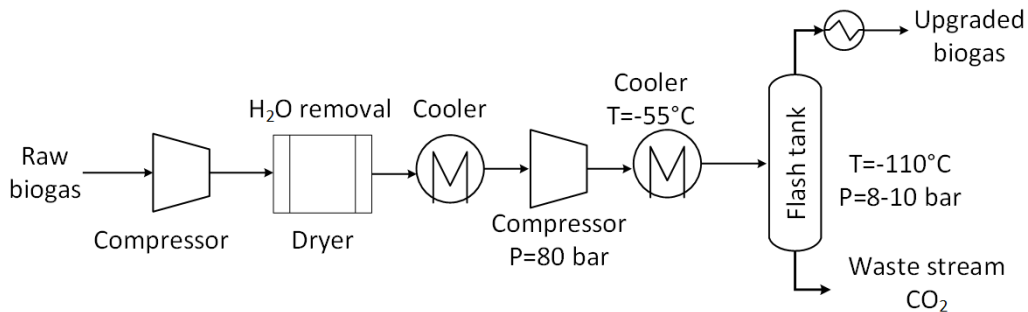 Raw
biogas
Compressor
H₂O removal
Dryer
Cooler
Compressor
P=80 bar
Cooler
T=-55°C
Flash tank
T=-110°C
P=8-10 bar
Upgraded
biogas
Waste stream
CO₂